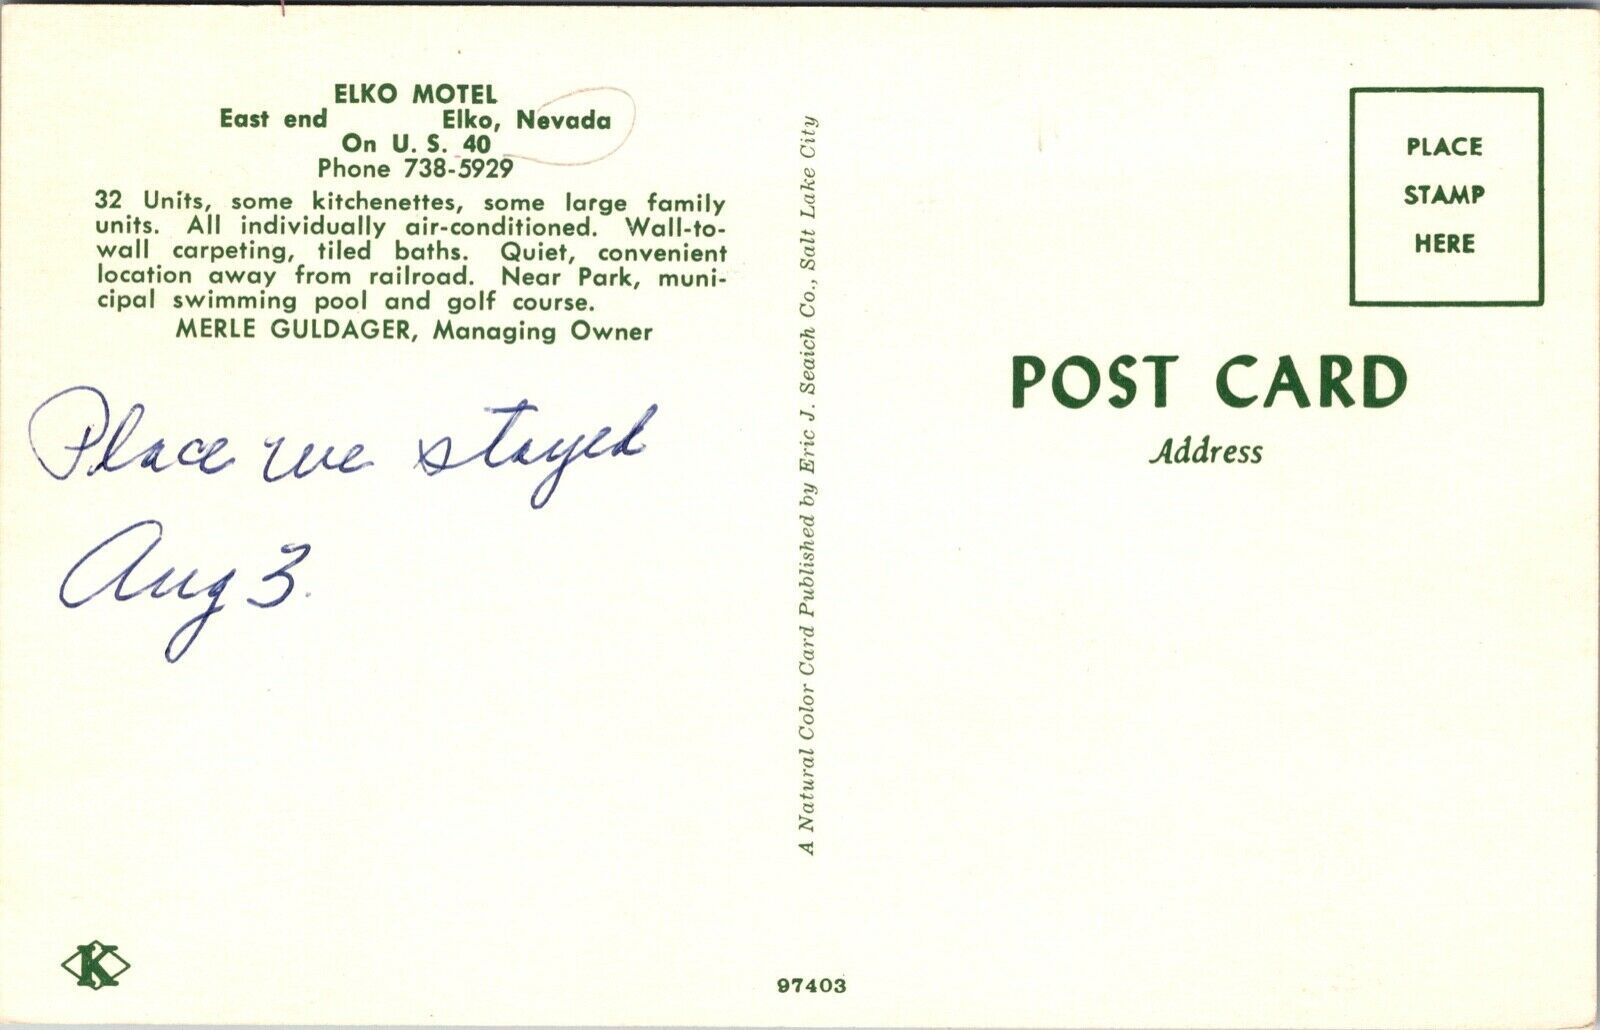 ELKO MOTEL
East end Elko, Nevada
On U. S. 40
Phone 738-5929
32 Units, some kitchenettes, some large family
units. All individually air-conditioned. Wall-to-
wall carpeting, tiled baths. Quiet, convenient
location away from railroad. Near Park, muni-
cipal swimming pool and golf course.
MERLE GULDAGER, Managing Owner
Place we stayed
Aug 3.
K
A Natural Color Card Published by Eric J. Seaich Co., Salt Lake City
97403
PLACE
STAMP
HERE
POST CARD
Address